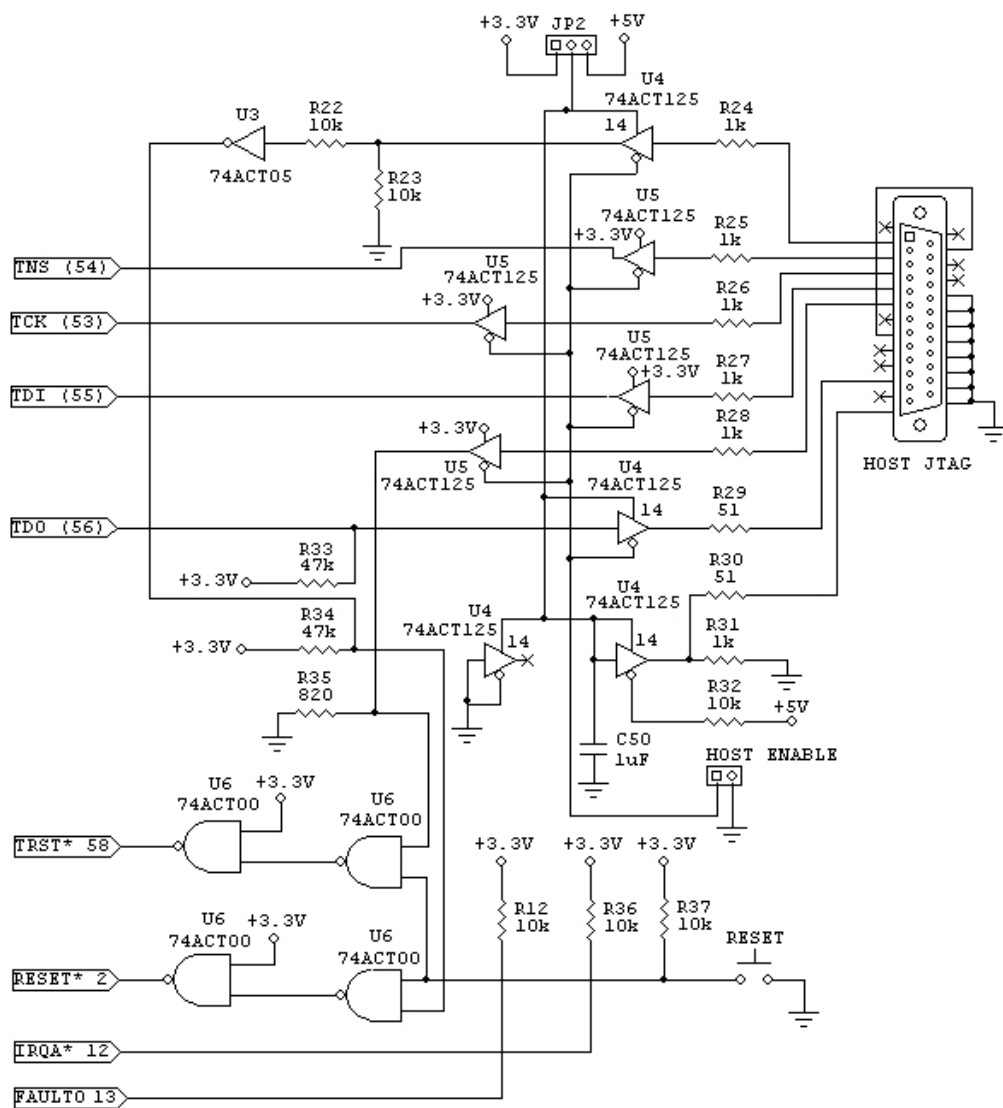 +3.3V JP2 +5V
U4
74ACT125
R24
1k
U3
R22
10k
14
74ACT05
R23
10k
U5
74ACT125
R25
1k
+3.3V
TNS (54)
U5
74ACT125
R26
1k
+3.3V
TCK (53)
U5
74ACT125
R27
1k
+3.3V
TDI (55)
R28
1k
+3.3V
U5
74ACT125
HOST JTAG
U4
74ACT125
R29
51
14
TDO (56)
R33
47k
+3.3V
R30
51
R34
47k
+3.3V
U4
74ACT125
14
U4
74ACT125
14
R31
1k
R35
820
R32
10k
+5V
C50
1uF
HOST ENABLE
U6
74ACT00
+3.3V
U6
74ACT00
TRST* 58
+3.3V +3.3V +3.3V
R12
10k
R36
10k
R37
10k
U6
74ACT00
+3.3V
U6
74ACT00
RESET
RESET* 2
IRQA* 12
FAULT0 13